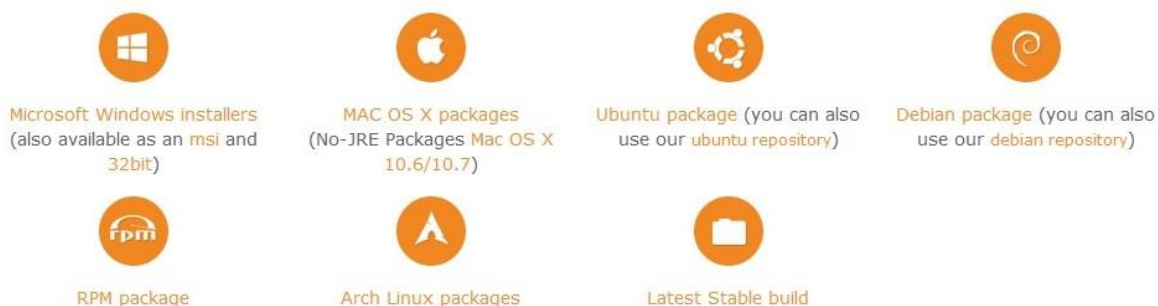 Microsoft Windows installers
(also available as an msi and
32bit)
MAC OS X packages
(No-JRE Packages Mac OS X
10.6/10.7)
Ubuntu package (you can also
use our ubuntu repository)
Debian package (you can also
use our debian repository)
rpm
RPM package
Arch Linux packages
Latest Stable build